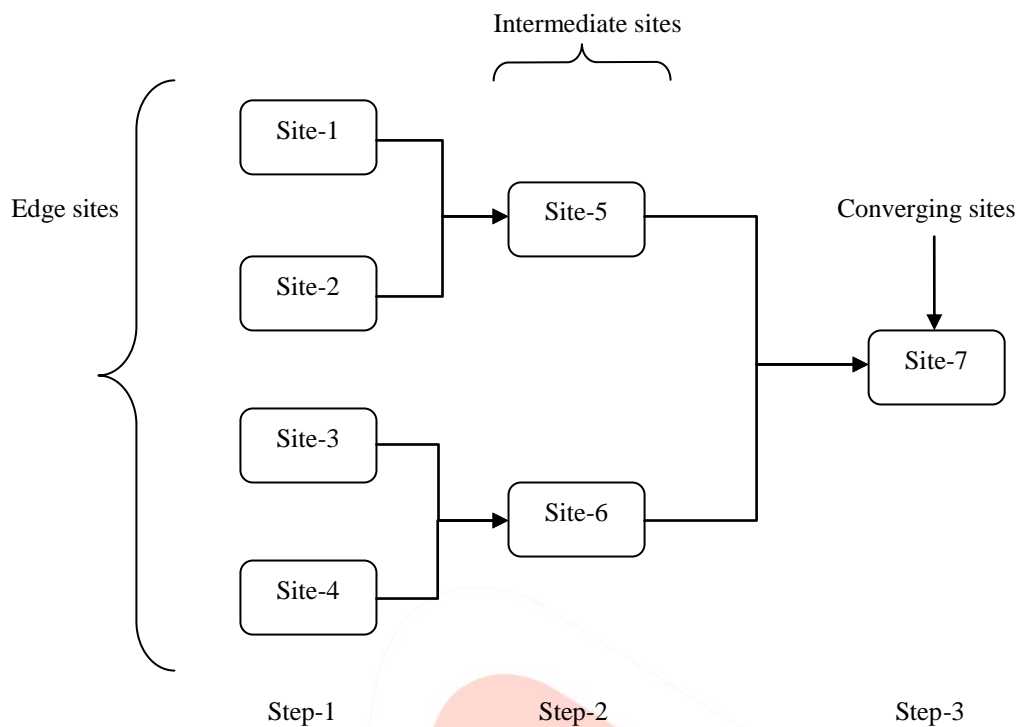 Intermediate sites
Site-1
Edge sites
Site-5
Converging sites
Site-2
Site-7
Site-3
Site-6
Site-4
Step-1
Step-2
Step-3